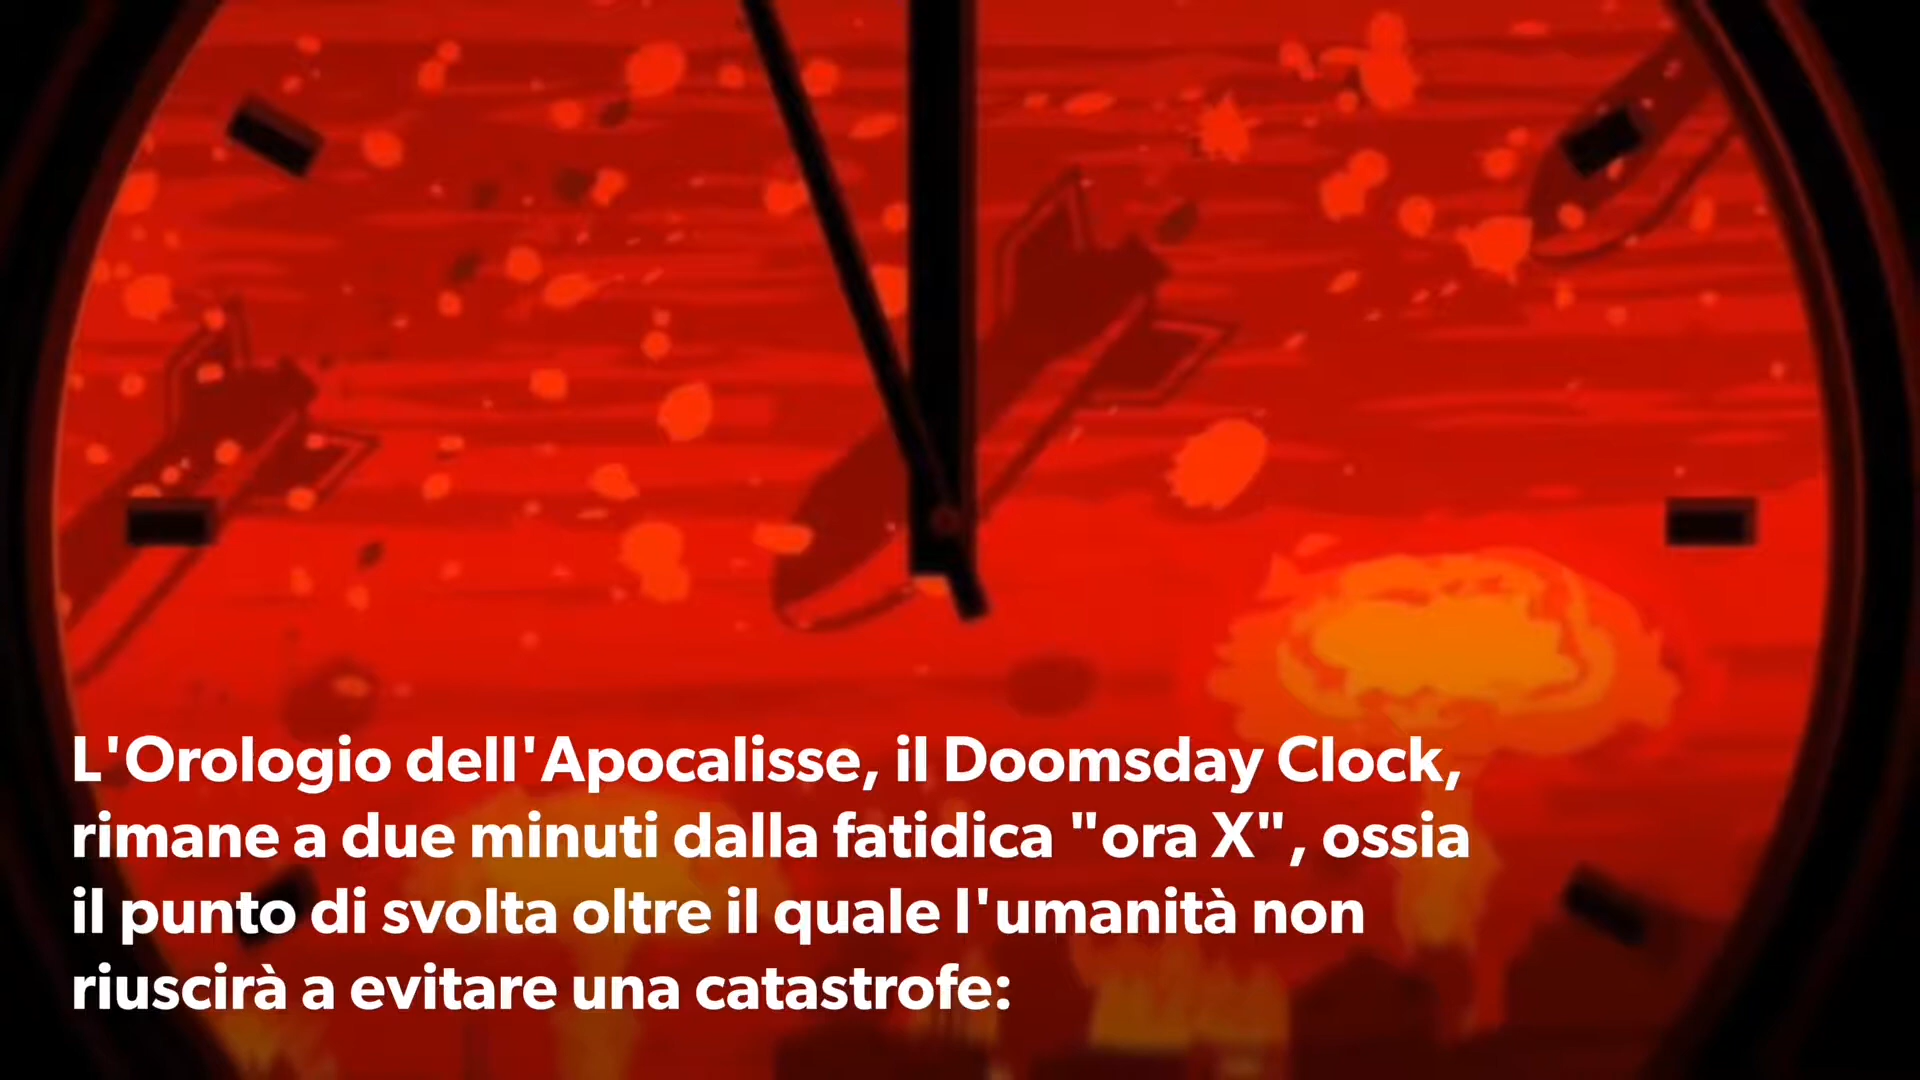 L'Orologio dell'Apocalisse, il Doomsday Clock,
rimane a due minuti dalla fatidica "ora X", ossia
il punto di svolta oltre il quale l'umanità non
riuscirà a evitare una catastrofe: